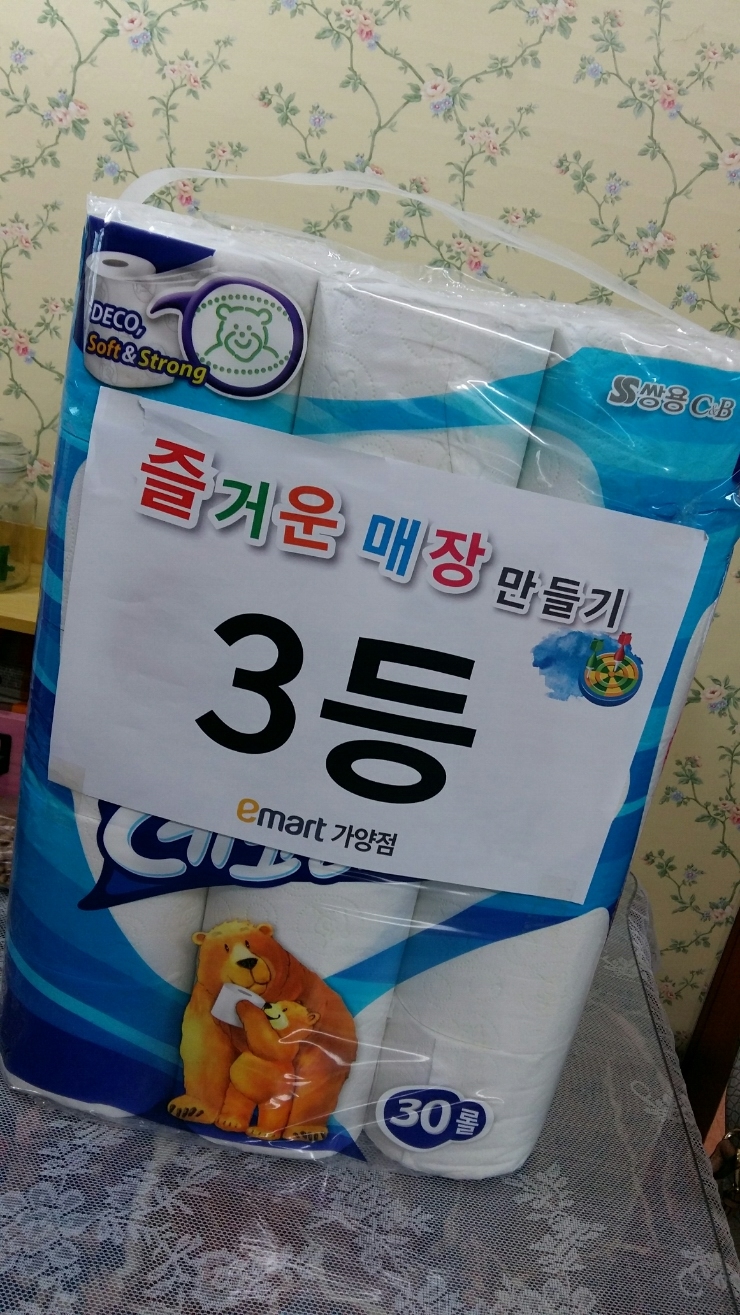 DECO,
Soft & Strong
쌍용 C&B
즐거운 매장 만들기
3등
emart 가양점
30롤